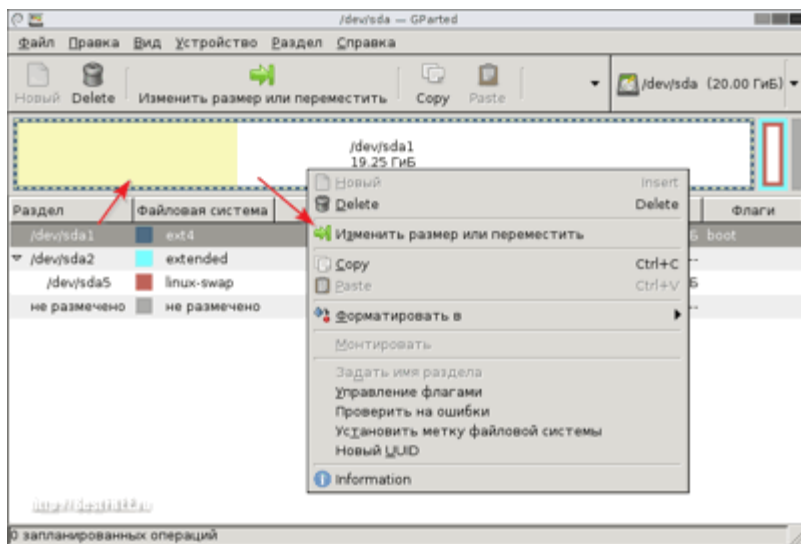 /dev/sda — GParted
Файл Правка Вид Устройство Раздел Справка
Новый Delete Изменить размер или переместить Copy Paste /dev/sda (20.00 ГиБ)
/dev/sda1
19.25 ГиБ
Раздел Файловая система Флаги
/dev/sda1 ext4 boot
/dev/sda2 extended
/dev/sda5 linux-swap
не размечено не размечено
Новый Insert
Delete Delete
Изменить размер или переместить
Copy Ctrl+C
Paste Ctrl+V
Форматировать в
Монтировать
Задать имя раздела
Управление флагами
Проверить на ошибки
Установить метку файловой системы
Новый UUID
Information
0 запланированных операций